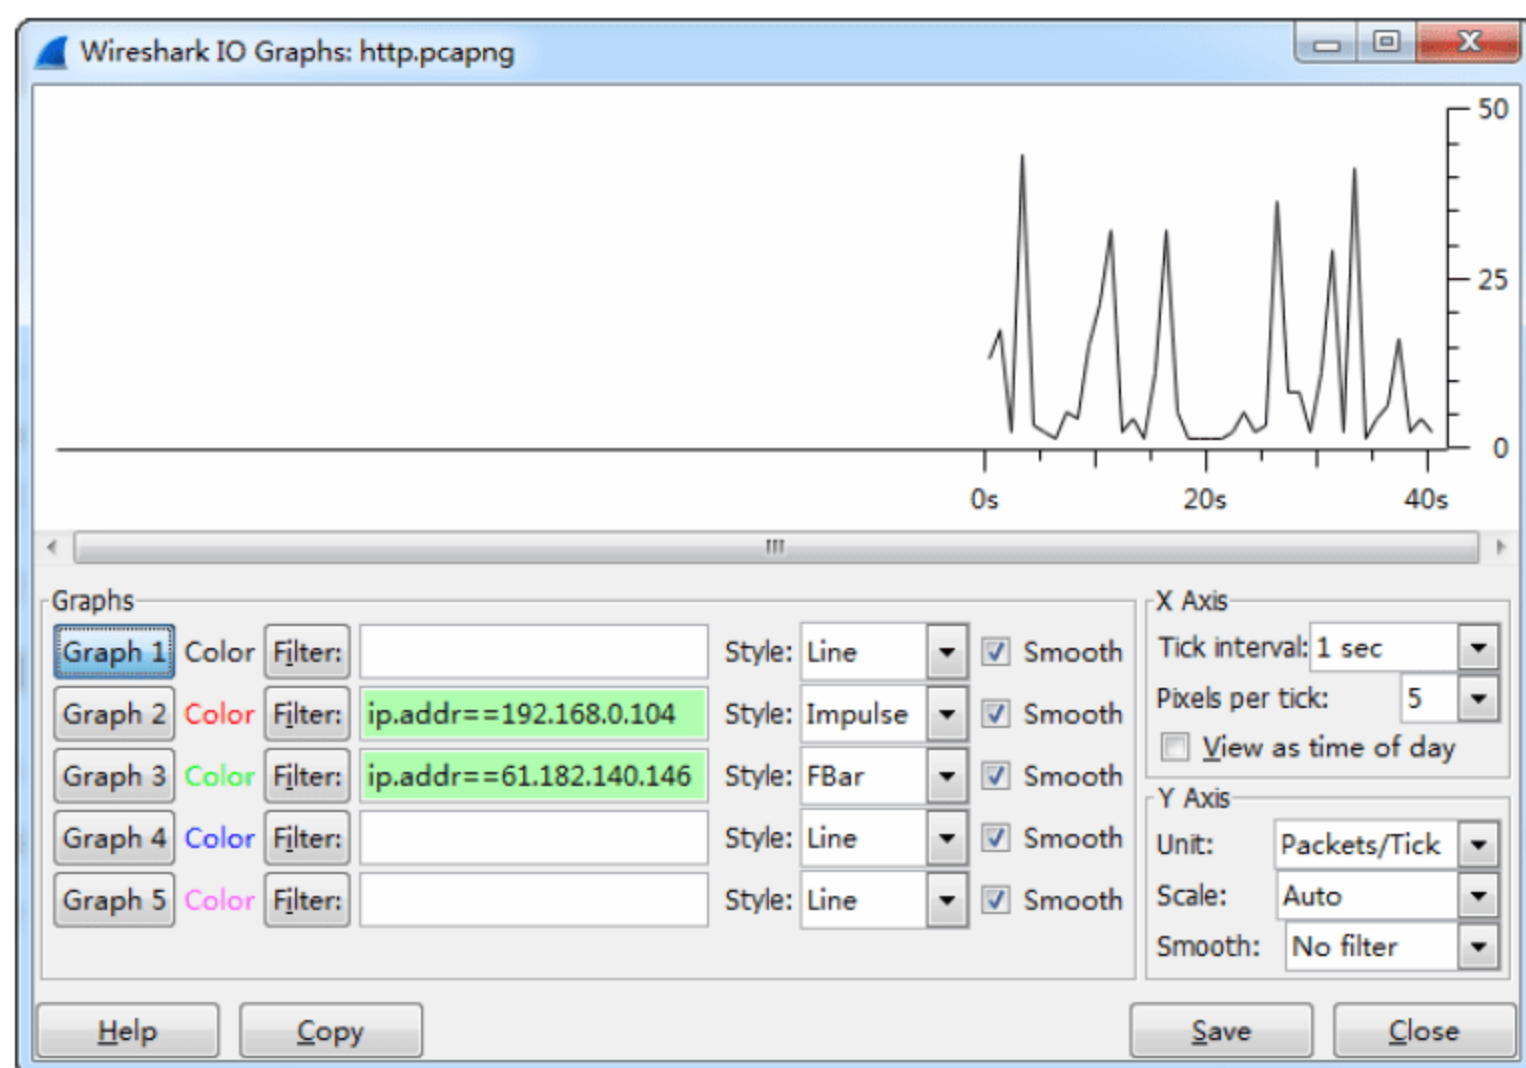 Wireshark IO Graphs: http.pcapng
50
25
0
0s 20s 40s
Graphs
Graph 1 Color Filter: Style: Line Smooth
Graph 2 Color Filter: ip.addr==192.168.0.104 Style: Impulse Smooth
Graph 3 Color Filter: ip.addr==61.182.140.146 Style: FBar Smooth
Graph 4 Color Filter: Style: Line Smooth
Graph 5 Color Filter: Style: Line Smooth
X Axis
Tick interval: 1 sec
Pixels per tick: 5
View as time of day
Y Axis
Unit: Packets/Tick
Scale: Auto
Smooth: No filter
Help Copy Save Close